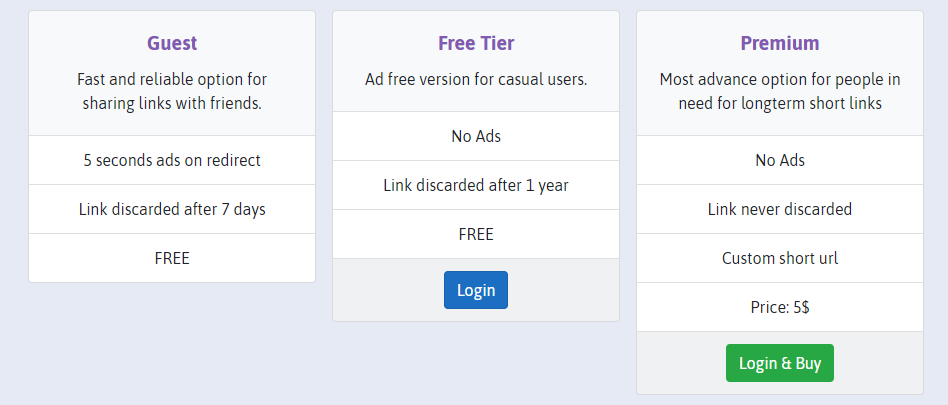 Guest
Fast and reliable option for
sharing links with friends.
5 seconds ads on redirect
Link discarded after 7 days
FREE
Free Tier
Ad free version for casual users.
No Ads
Link discarded after 1 year
FREE
Login
Premium
Most advance option for people in
need for longterm short links
No Ads
Link never discarded
Custom short url
Price: 5$
Login & Buy